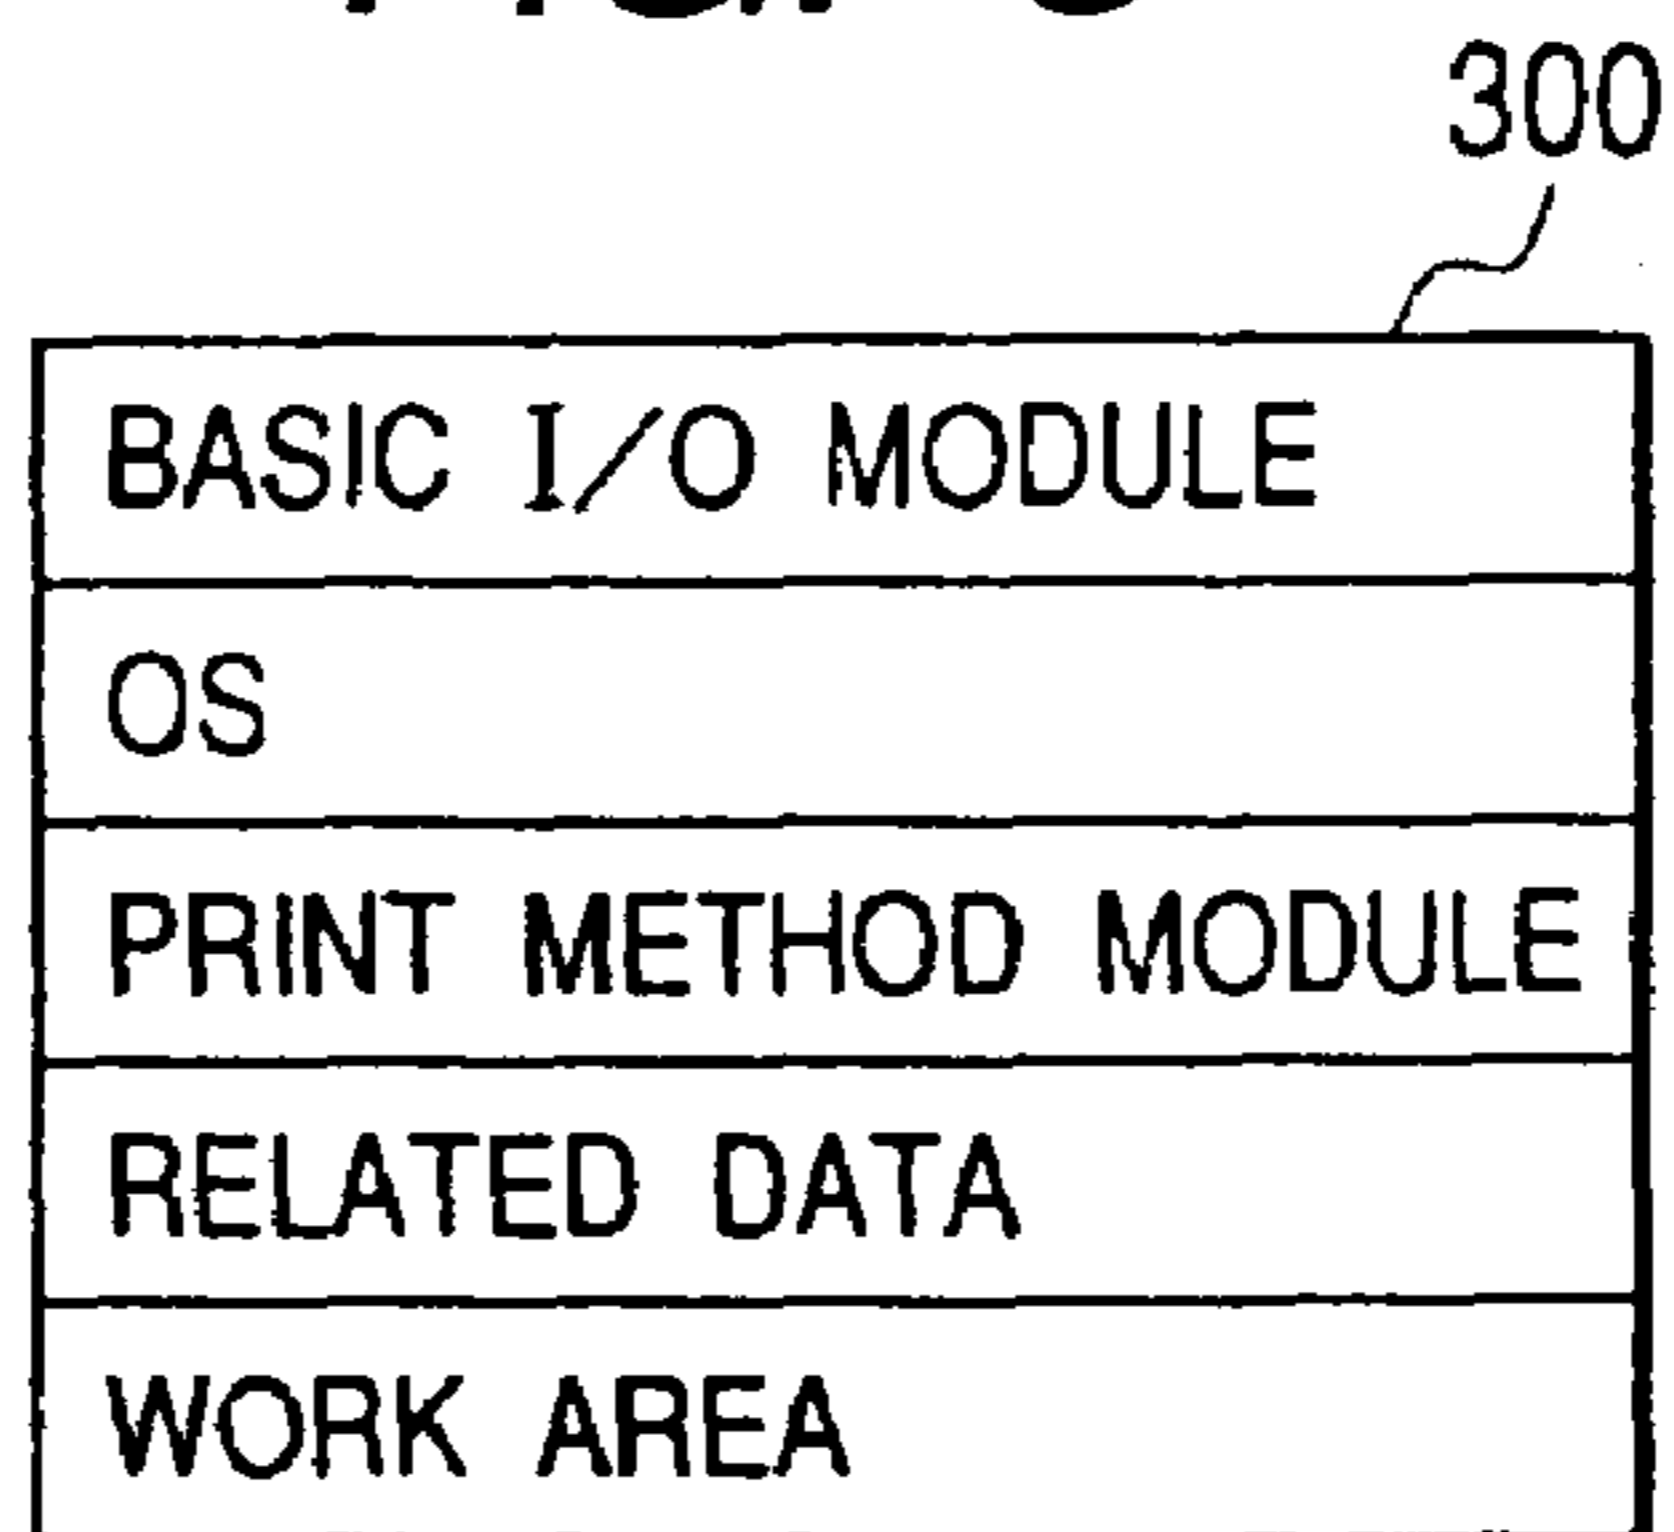 300
BASIC I/O MODULE
OS
PRINT METHOD MODULE
RELATED DATA
WORK AREA